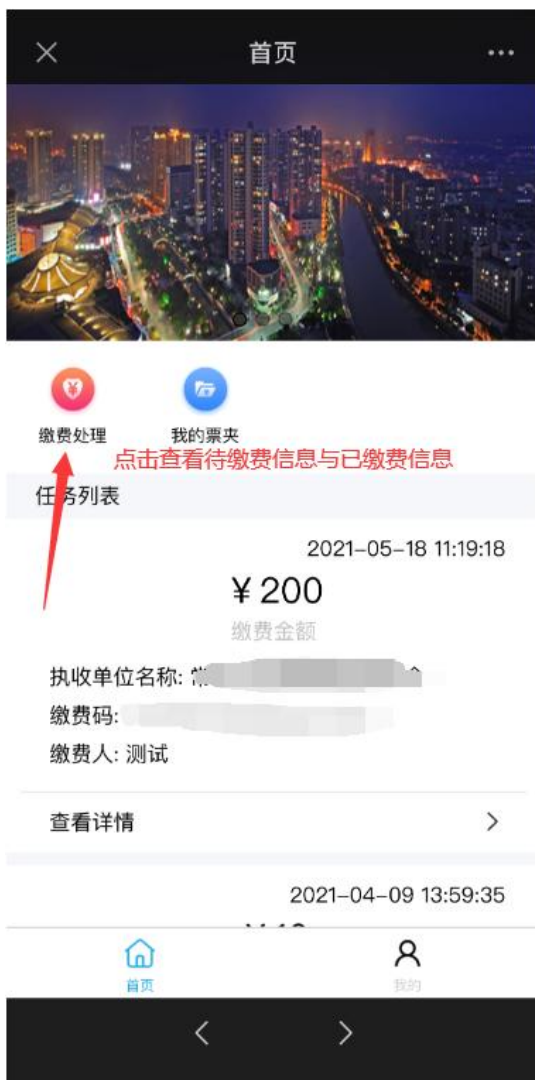 首页
缴费处理
我的票夹
点击查看待缴费信息与已缴费信息
任务列表
2021-05-18 11:19:18
¥ 200
缴费金额
执收单位名称: 常
缴费码:
缴费人: 测试
查看详情
2021-04-09 13:59:35
首页
我的